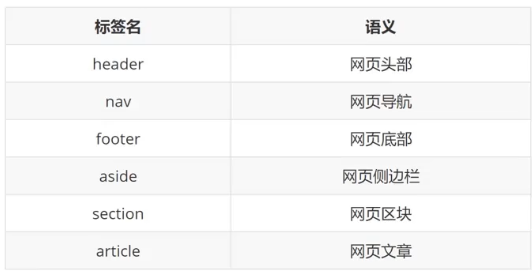 标签名 语义
header 网页头部
nav 网页导航
footer 网页底部
aside 网页侧边栏
section 网页区块
article 网页文章